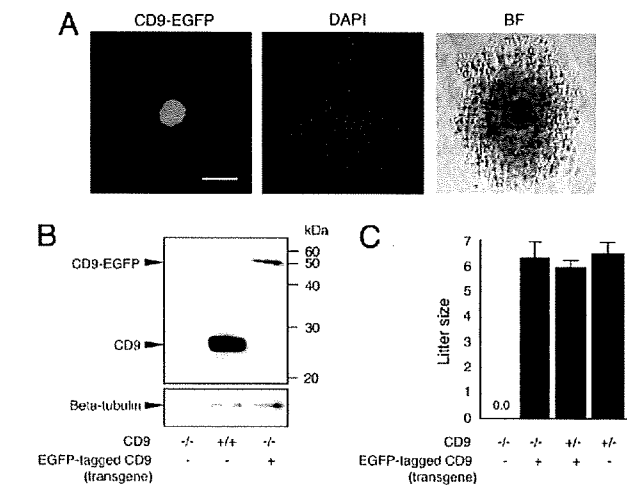 A
CD9-EGFP
DAPI
BF
B
kDa
CD9-EGFP
60
50
40
CD9
30
20
Beta-tubulin
CD9 -/- +/+ -/-
EGFP-tagged CD9 - - +
(transgene)
C
Litter size
7
6
5
4
3
2
1
0
0.0
CD9 -/- -/- +/- +/-
EGFP-tagged CD9 - + + -
(transgene)